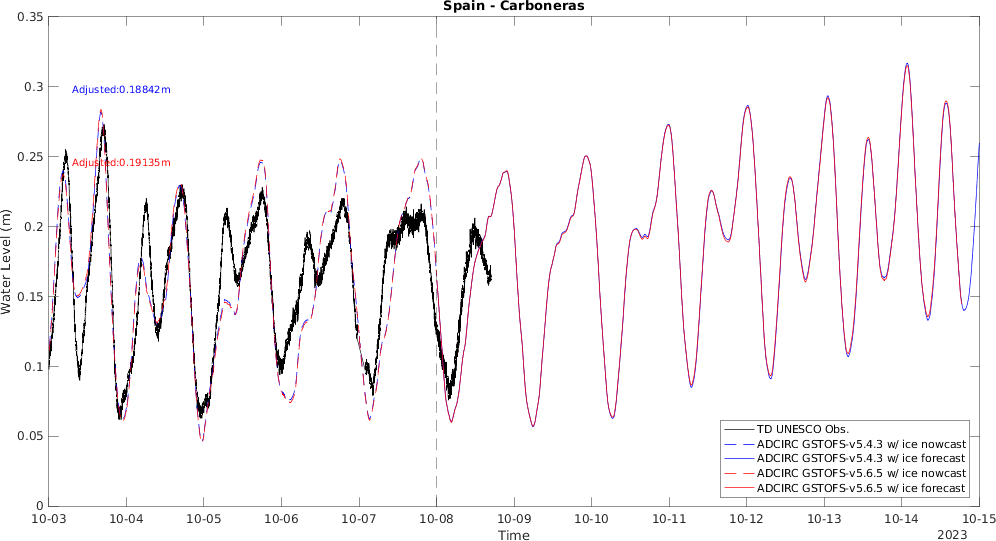 Spain - Carboneras
0.35
0.3
0.25
0.2
0.15
0.1
0.05
0
Water Level (m)
Adjusted:0.18842m
Adjusted:0.19135m
TD UNESCO Obs.
ADCIRC GSTOFS-v5.4.3 w/ ice nowcast
ADCIRC GSTOFS-v5.4.3 w/ ice forecast
ADCIRC GSTOFS-v5.6.5 w/ ice nowcast
ADCIRC GSTOFS-v5.6.5 w/ ice forecast
10-03 10-04 10-05 10-06 10-07 10-08 10-09 10-10 10-11 10-12 10-13 10-14 10-15
Time
2023